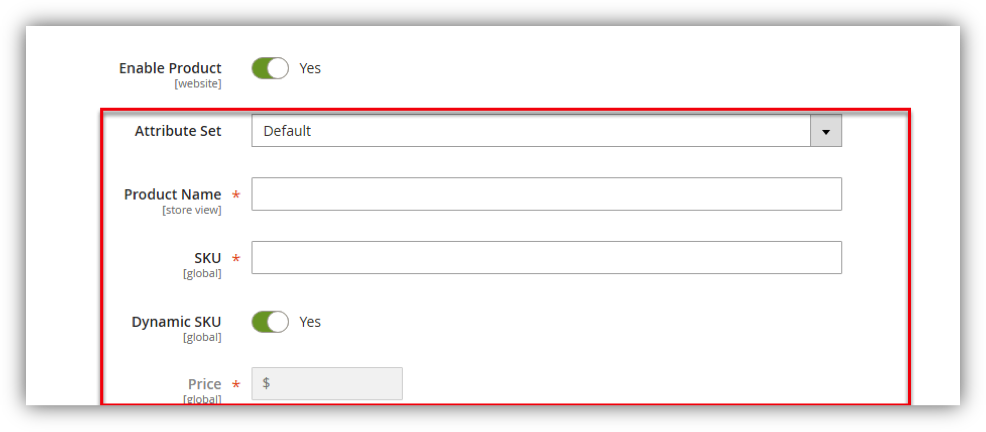 Enable Product Yes
[website]
Attribute Set Default
Product Name *
[store view]
SKU *
[global]
Dynamic SKU Yes
[global]
Price * $
[global]